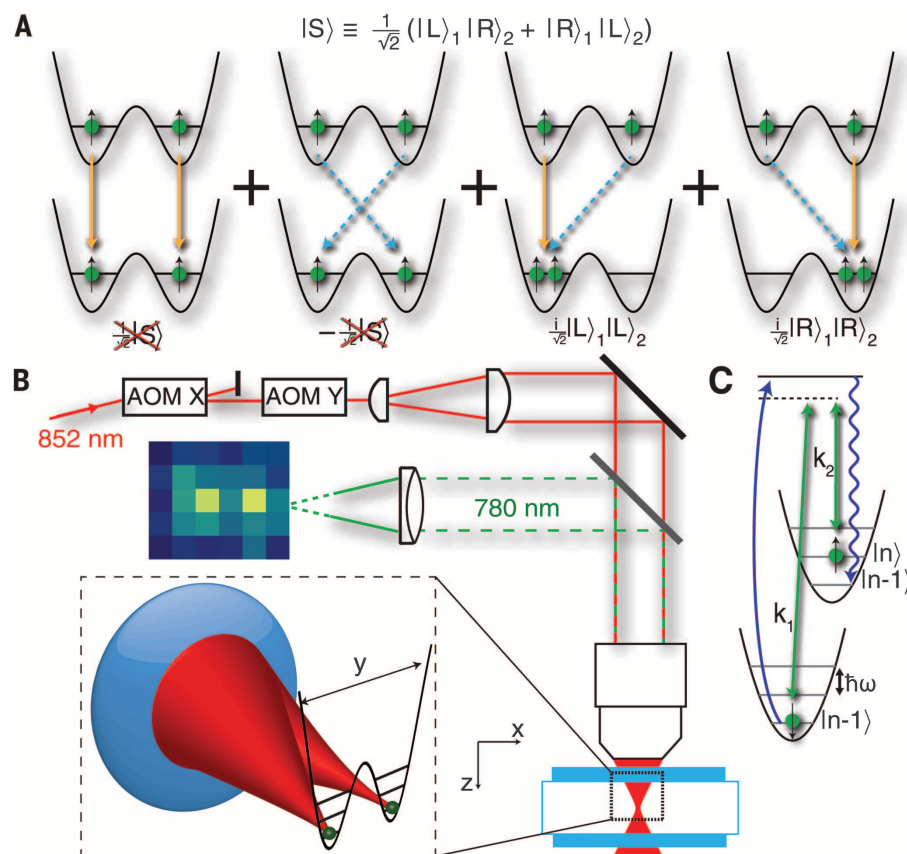 A
|S⟩ ≡ 1/√2 (|L⟩₁|R⟩₂ + |R⟩₁|L⟩₂)
+ + +
1/√2|S⟩ −1/√2|S⟩ i/√2|L⟩₁|L⟩₂ i/√2|R⟩₁|R⟩₂
B
AOM X AOM Y
852 nm
780 nm
y
x
z
C
k₂
|n⟩
|n-1⟩
k₁
ħω
|n-1⟩